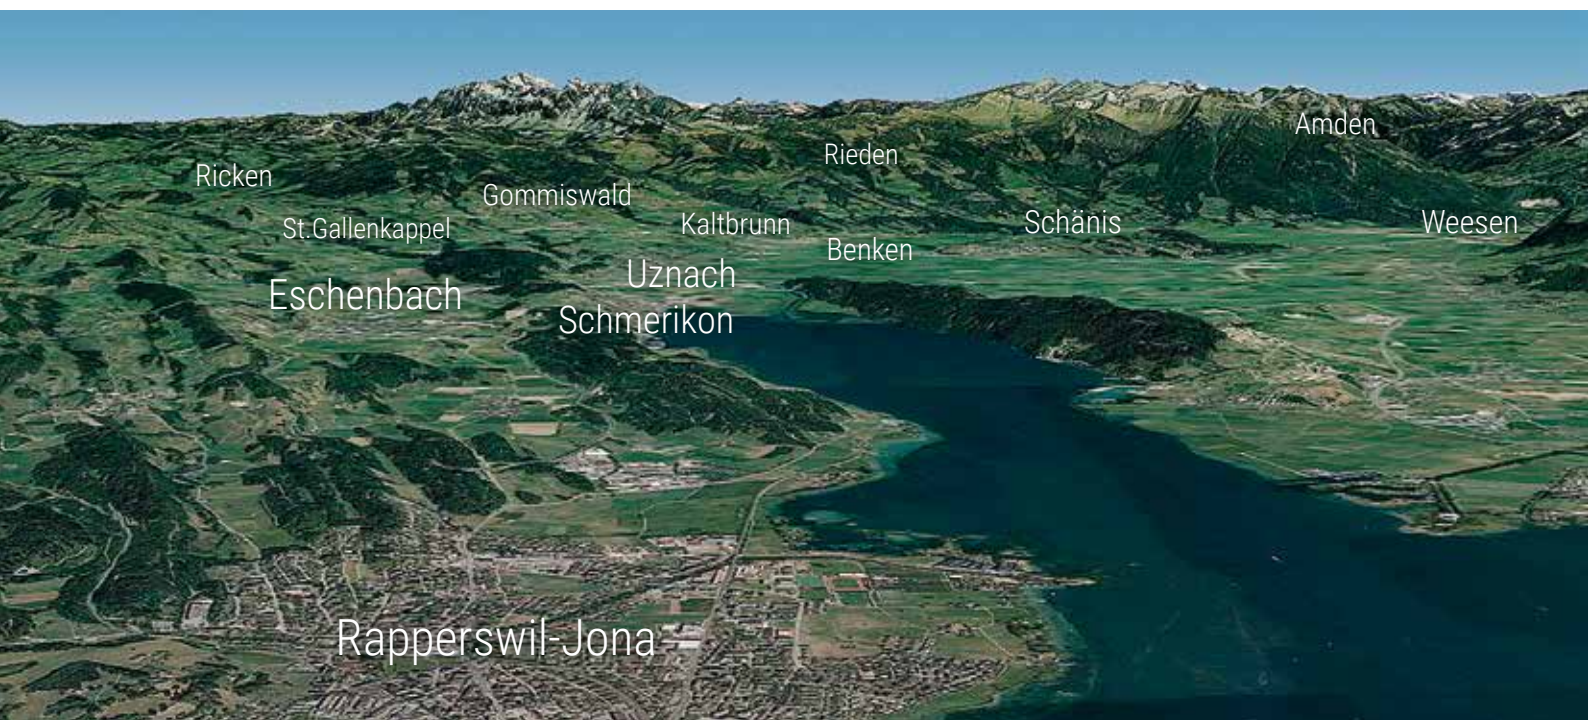 Amden
Rieden
Ricken
Gommiswald
St.Gallenkappel
Kaltbrunn
Schänis
Weesen
Benken
Uznach
Eschenbach
Schmerikon
Rapperswil-Jona